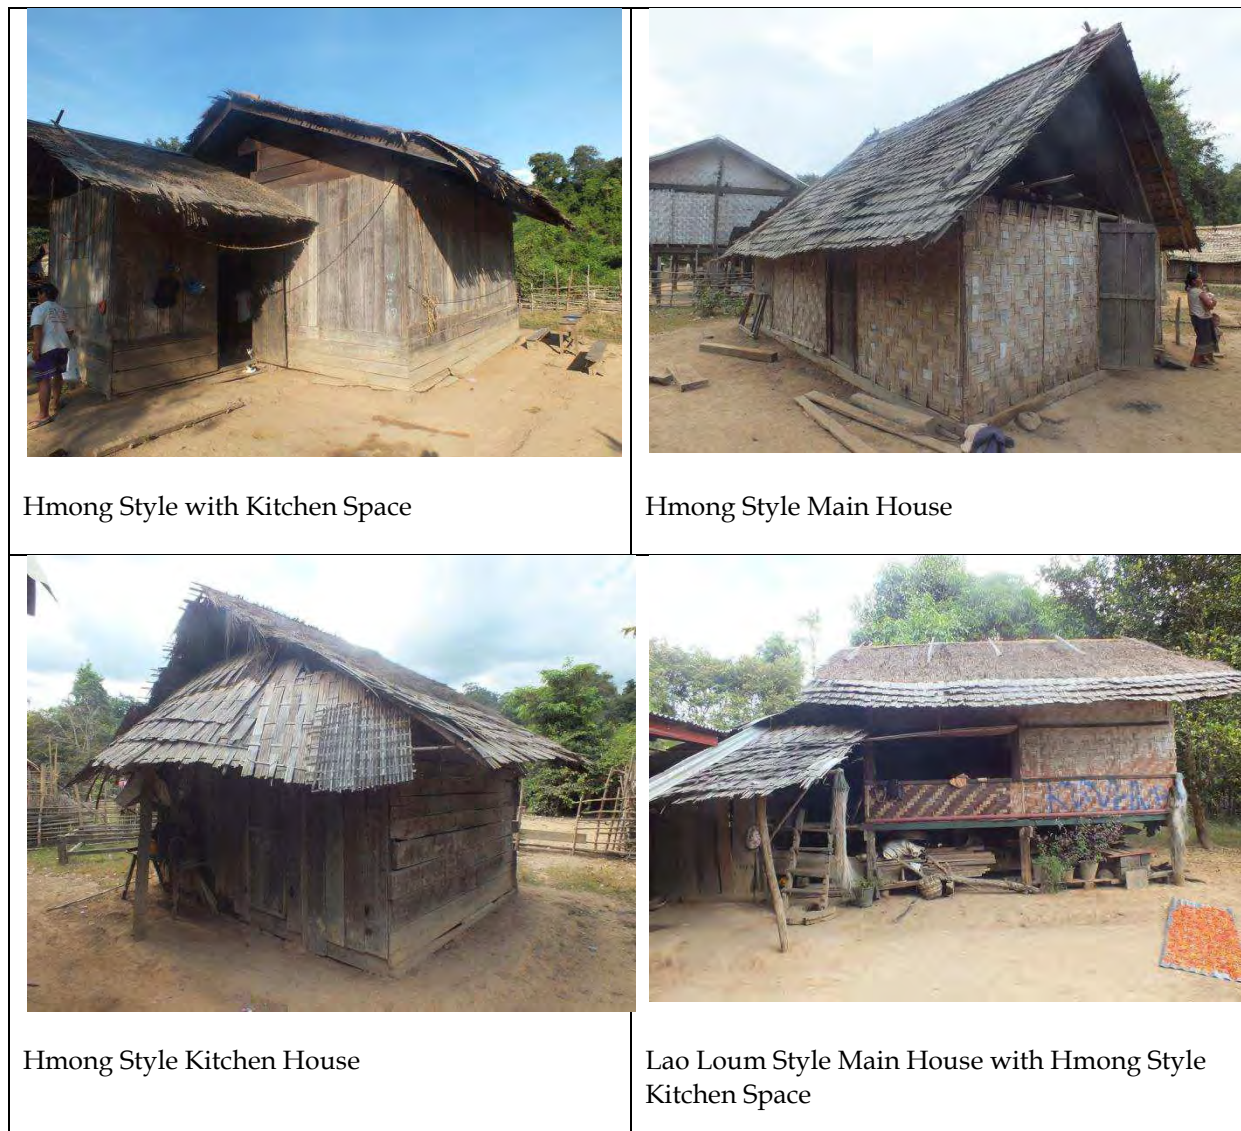 Hmong Style with Kitchen Space
Hmong Style Main House
Hmong Style Kitchen House
Lao Loum Style Main House with Hmong Style
Kitchen Space